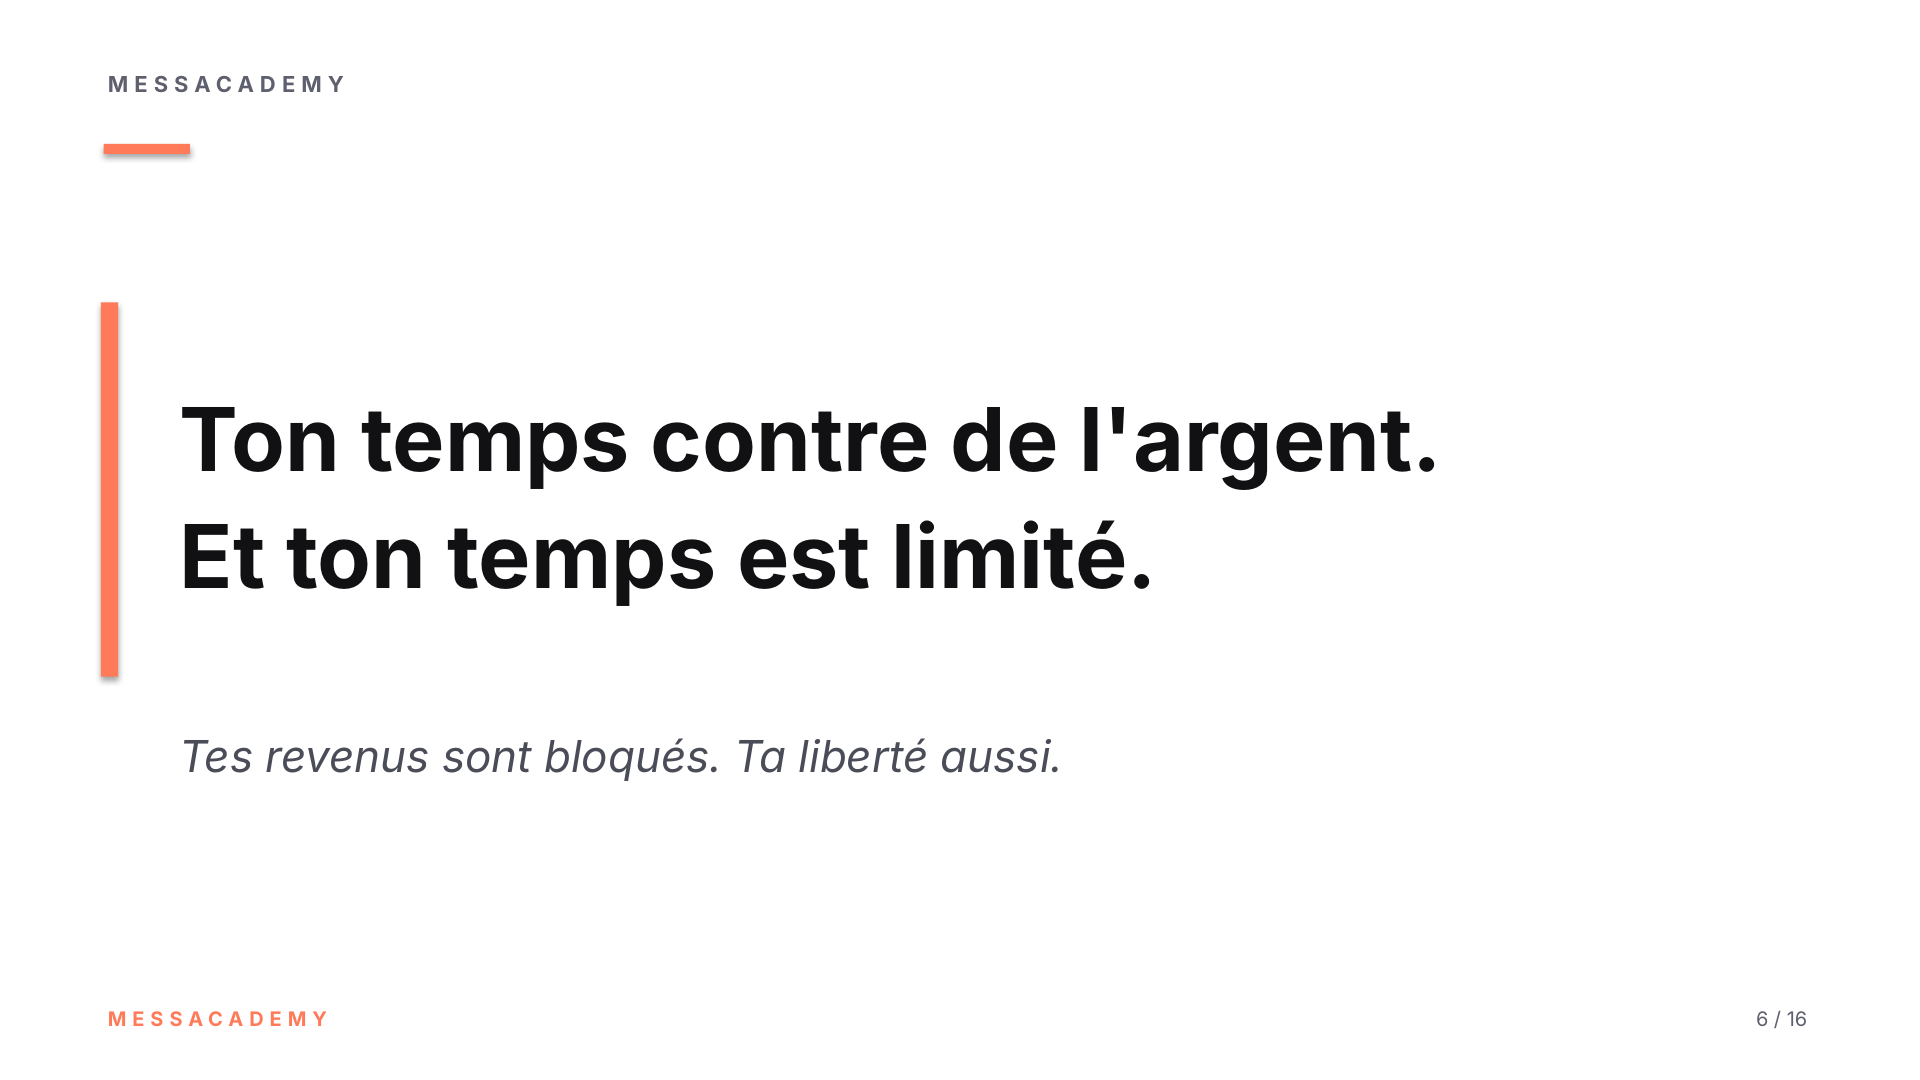 MESSACADEMY
Ton temps contre de l'argent.
Et ton temps est limité.
Tes revenus sont bloqués. Ta liberté aussi.
MESSACADEMY
6 / 16